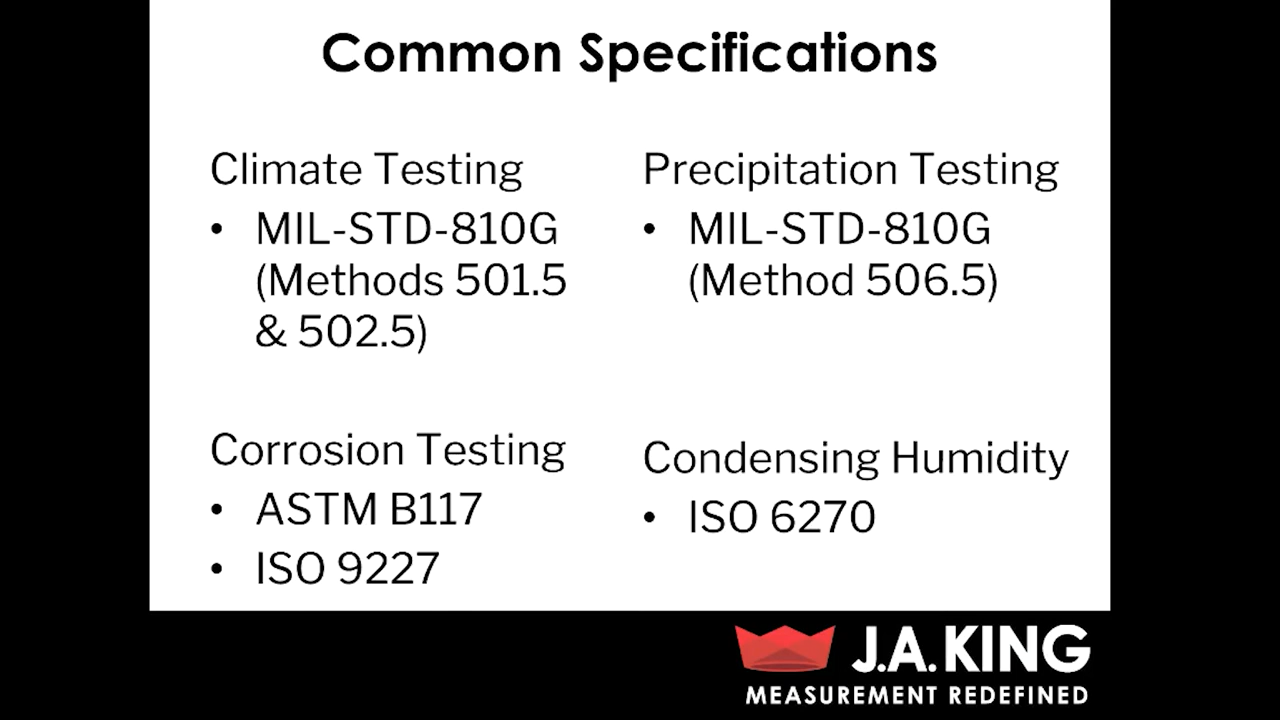 Common Specifications
Climate Testing
• MIL-STD-810G
(Methods 501.5
& 502.5)
Precipitation Testing
• MIL-STD-810G
(Method 506.5)
Corrosion Testing
• ASTM B117
• ISO 9227
Condensing Humidity
• ISO 6270
J.A. KING
MEASUREMENT REDEFINED